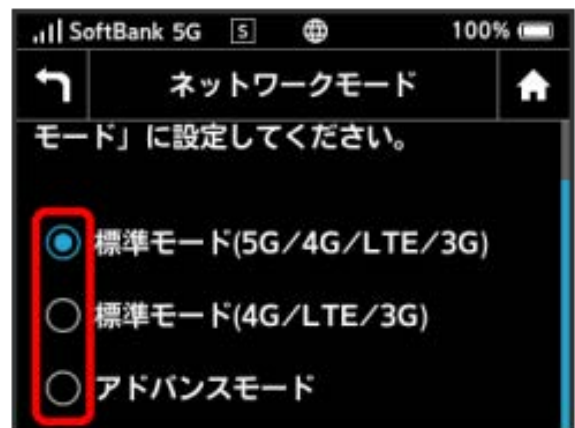 SoftBank 5G S 100%
ネットワークモード
モード」に設定してください。
標準モード(5G/4G/LTE/3G)
標準モード(4G/LTE/3G)
アドバンスモード